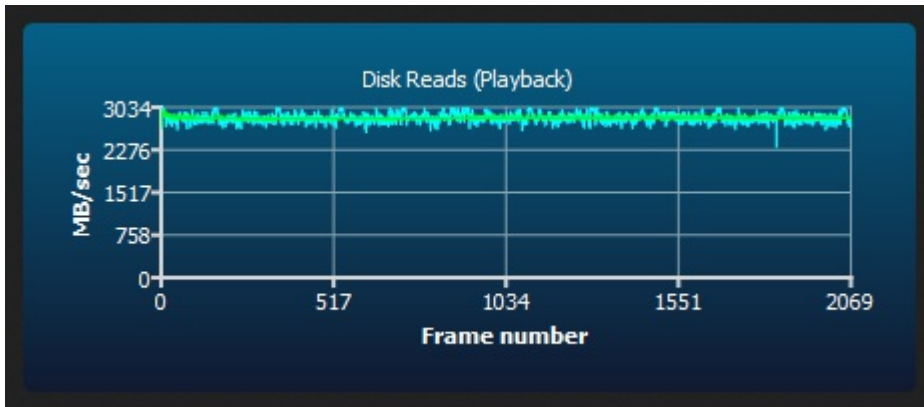 Disk Reads (Playback)
3034
2276
1517
758
0
MB/sec
0 517 1034 1551 2069
Frame number